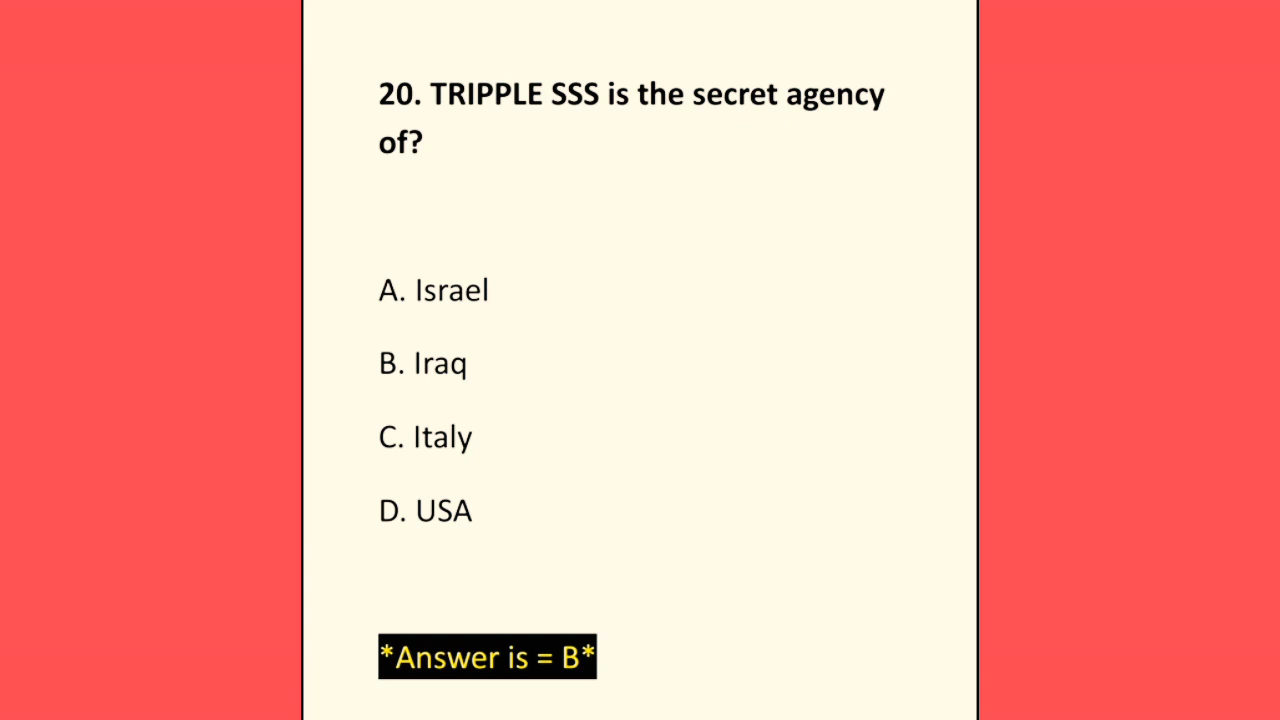 20. TRIPPLE SSS is the secret agency
of?
A. Israel
B. Iraq
C. Italy
D. USA
*Answer is = B*